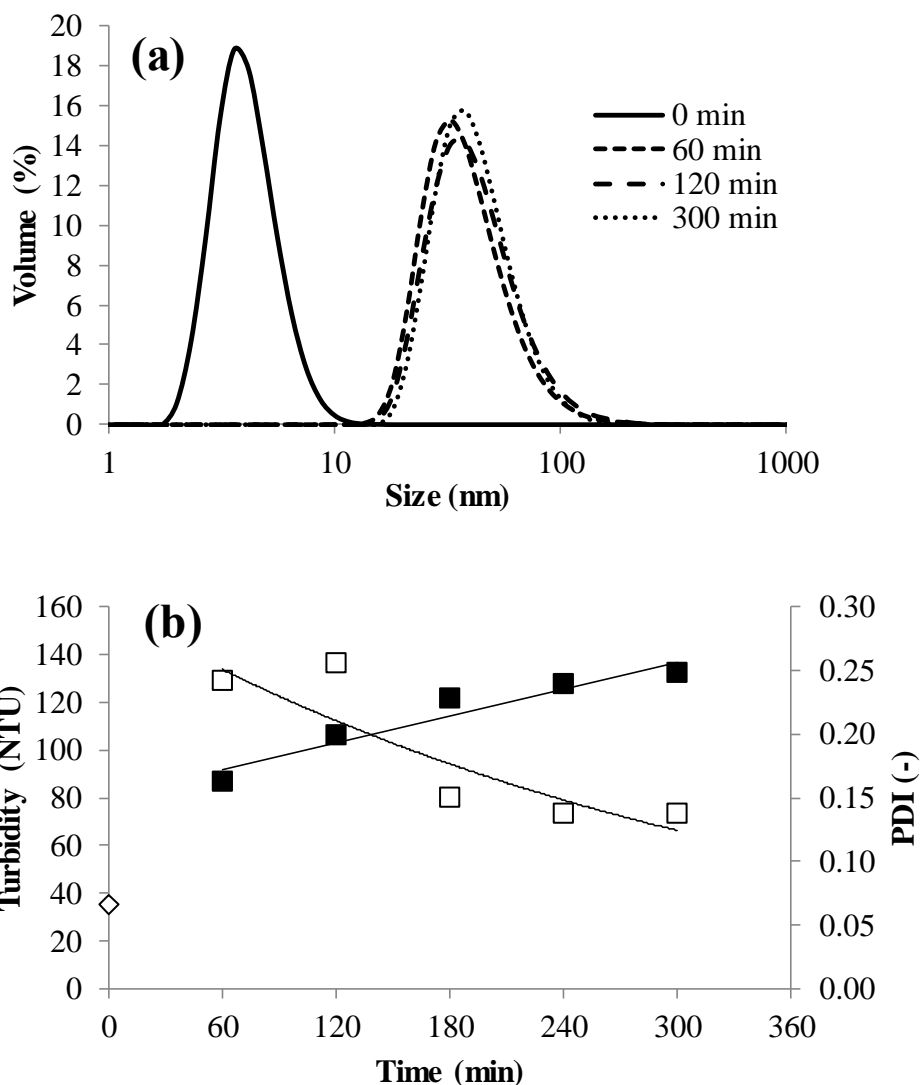 20
18
16
14
12
10
8
6
4
2
0
Volume (%)
(a)
0 min
60 min
120 min
300 min
1 10 100 1000
Size (nm)
160
140
120
100
80
60
40
20
0
Turbidity (NTU)
(b)
0.30
0.25
0.20
0.15
0.10
0.05
0.00
PDI (-)
0 60 120 180 240 300 360
Time (min)